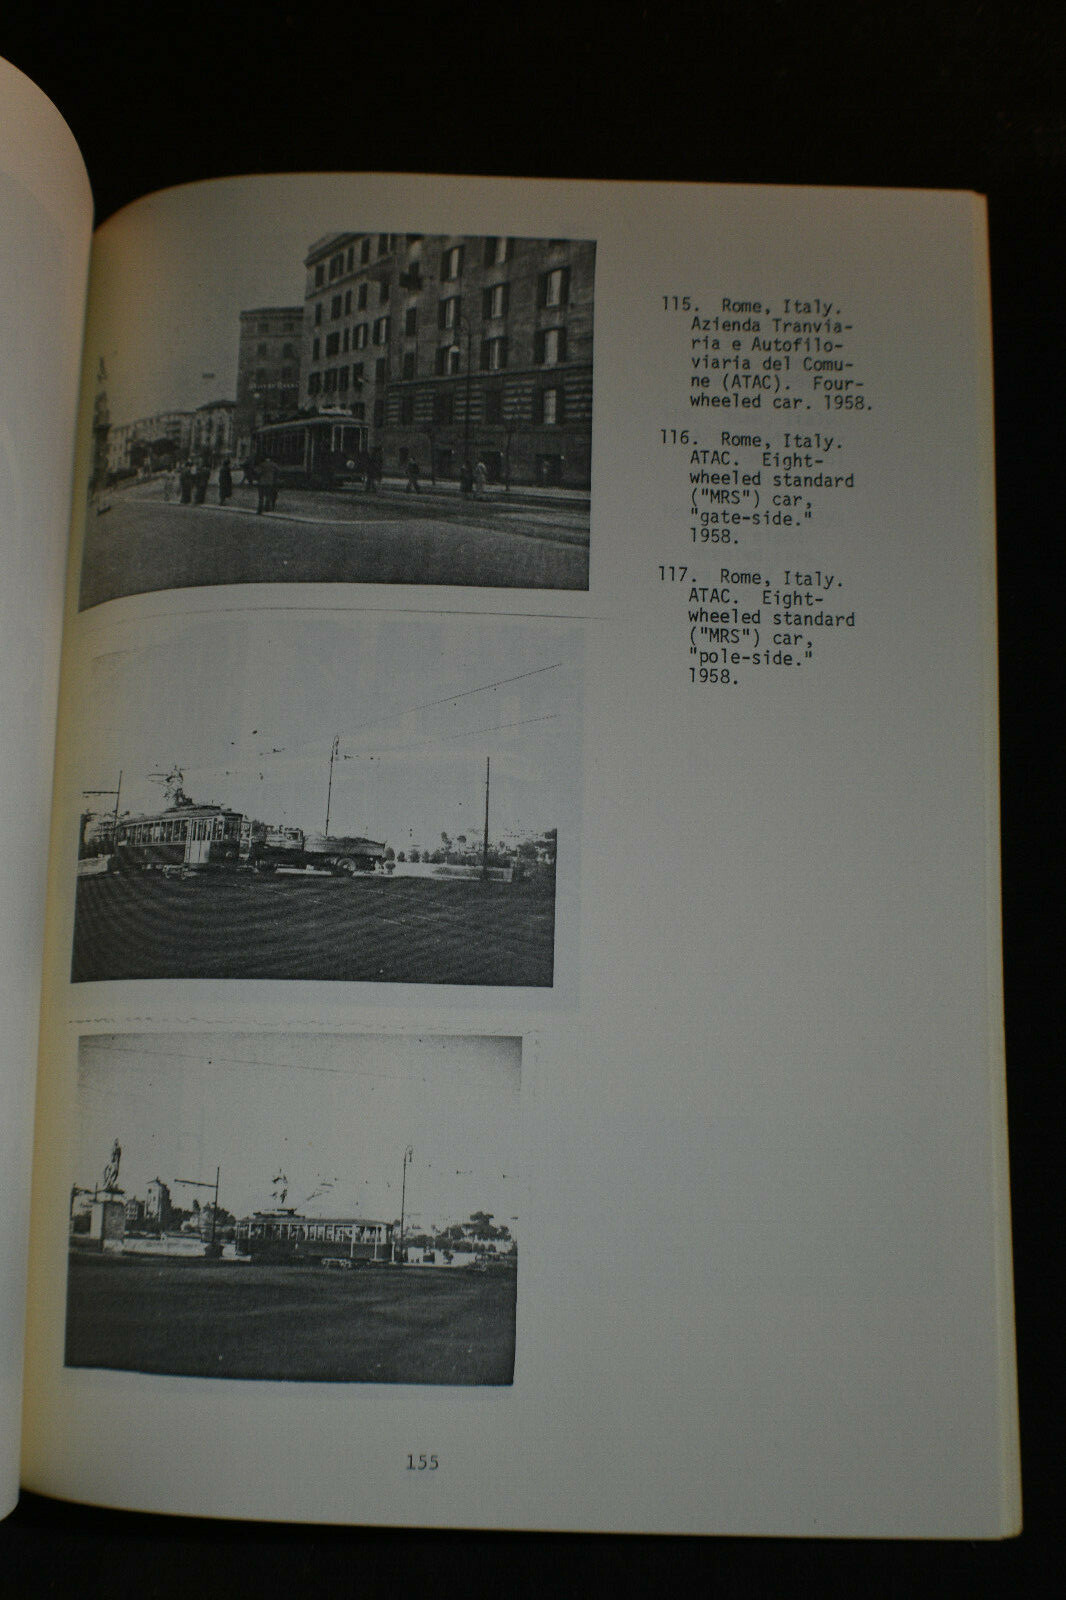 115. Rome, Italy.
Azienda Tranvia-
ria e Autofilo-
viaria del Comu-
ne (ATAC). Four-
wheeled car. 1958.
116. Rome, Italy.
ATAC. Eight-
wheeled standard
("MRS") car,
"gate-side."
1958.
117. Rome, Italy.
ATAC. Eight-
wheeled standard
("MRS") car,
"pole-side."
1958.
155